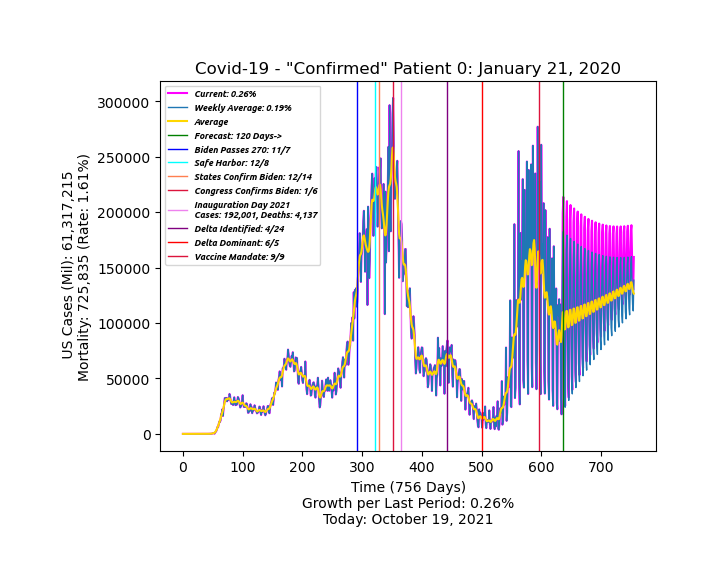 Covid-19 - "Confirmed" Patient 0: January 21, 2020
US Cases (Mil): 61,317,215
Mortality: 725,835 (Rate: 1.61%)
300000
250000
200000
150000
100000
50000
0
Current: 0.26%
Weekly Average: 0.19%
Average
Forecast: 120 Days->
Biden Passes 270: 11/7
Safe Harbor: 12/8
States Confirm Biden: 12/14
Congress Confirms Biden: 1/6
Inauguration Day 2021
Cases: 192,001, Deaths: 4,137
Delta Identified: 4/24
Delta Dominant: 6/5
Vaccine Mandate: 9/9
0 100 200 300 400 500 600 700
Time (756 Days)
Growth per Last Period: 0.26%
Today: October 19, 2021